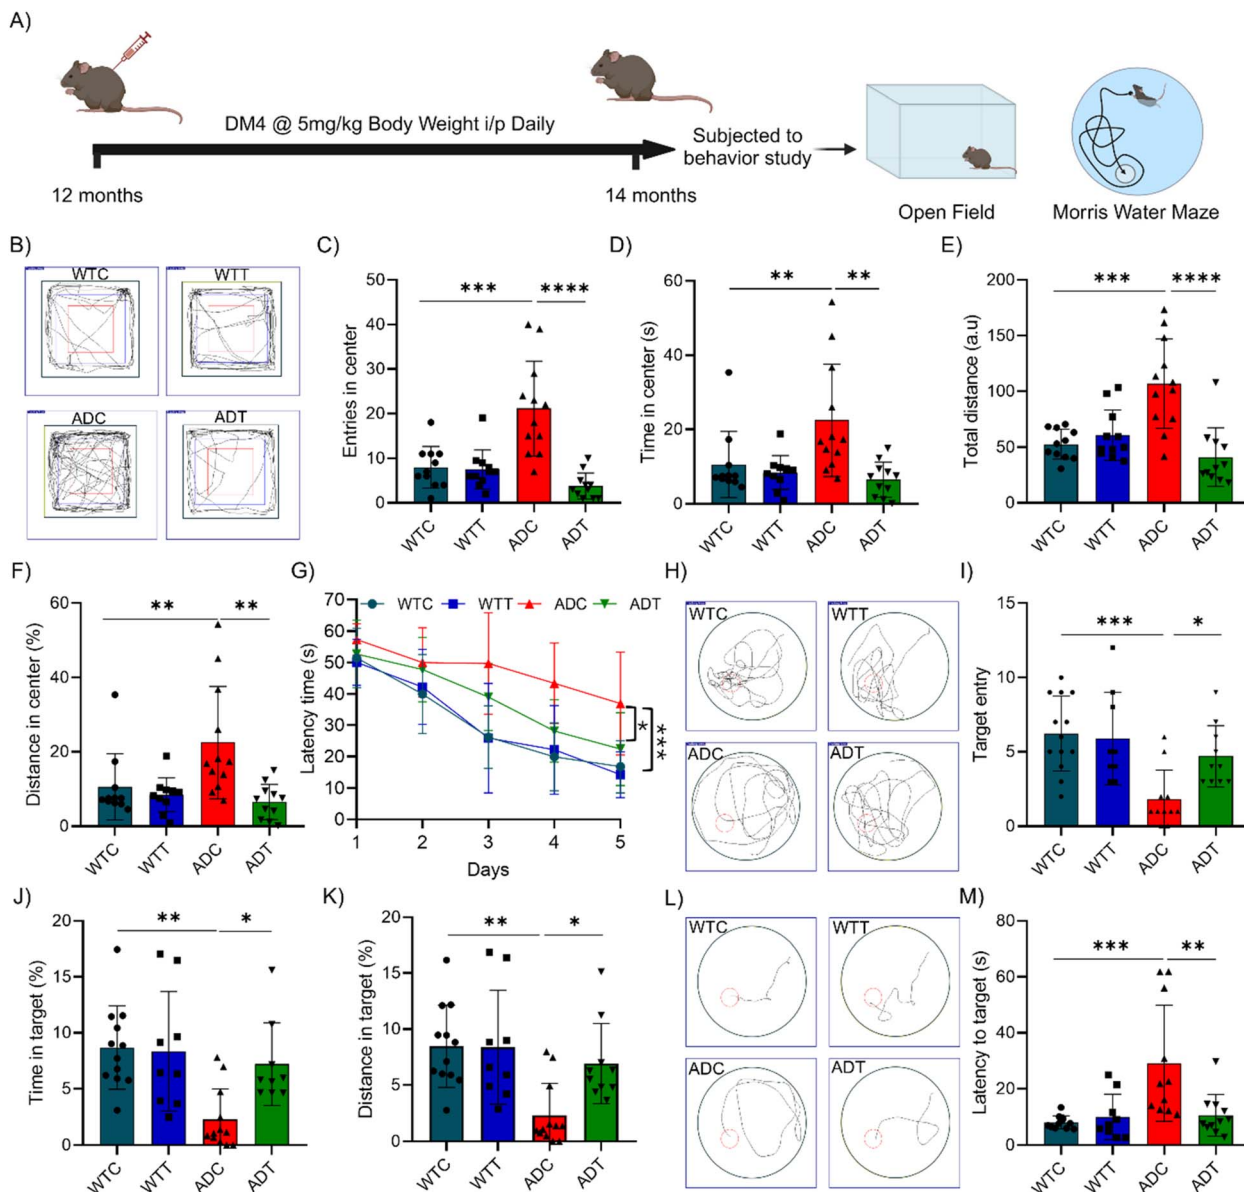 A)
DM4 @ 5mg/kg Body Weight i/p Daily
12 months
14 months
Subjected to
behavior study
Open Field
Morris Water Maze
B)
WTC
WTT
ADC
ADT
C)
Entries in center
50
40
30
20
10
0
*** ****
WTC WTT ADC ADT
D)
Time in center (s)
60
40
20
0
** **
WTC WTT ADC ADT
E)
Total distance (a.u)
200
150
100
50
0
*** ****
WTC WTT ADC ADT
F)
Distance in center (%)
60
40
20
0
** **
WTC WTT ADC ADT
G)
WTC WTT ADC ADT
Latency time (s)
70
60
50
40
30
20
10
0
*
***
1 2 3 4 5
Days
H)
WTC
WTT
ADC
ADT
I)
Target entry
15
10
5
0
*** *
WTC WTT ADC ADT
J)
Time in target (%)
20
15
10
5
0
** *
WTC WTT ADC ADT
K)
Distance in target (%)
20
15
10
5
0
** *
WTC WTT ADC ADT
L)
WTC
WTT
ADC
ADT
M)
Latency to target (s)
80
60
40
20
0
*** **
WTC WTT ADC ADT